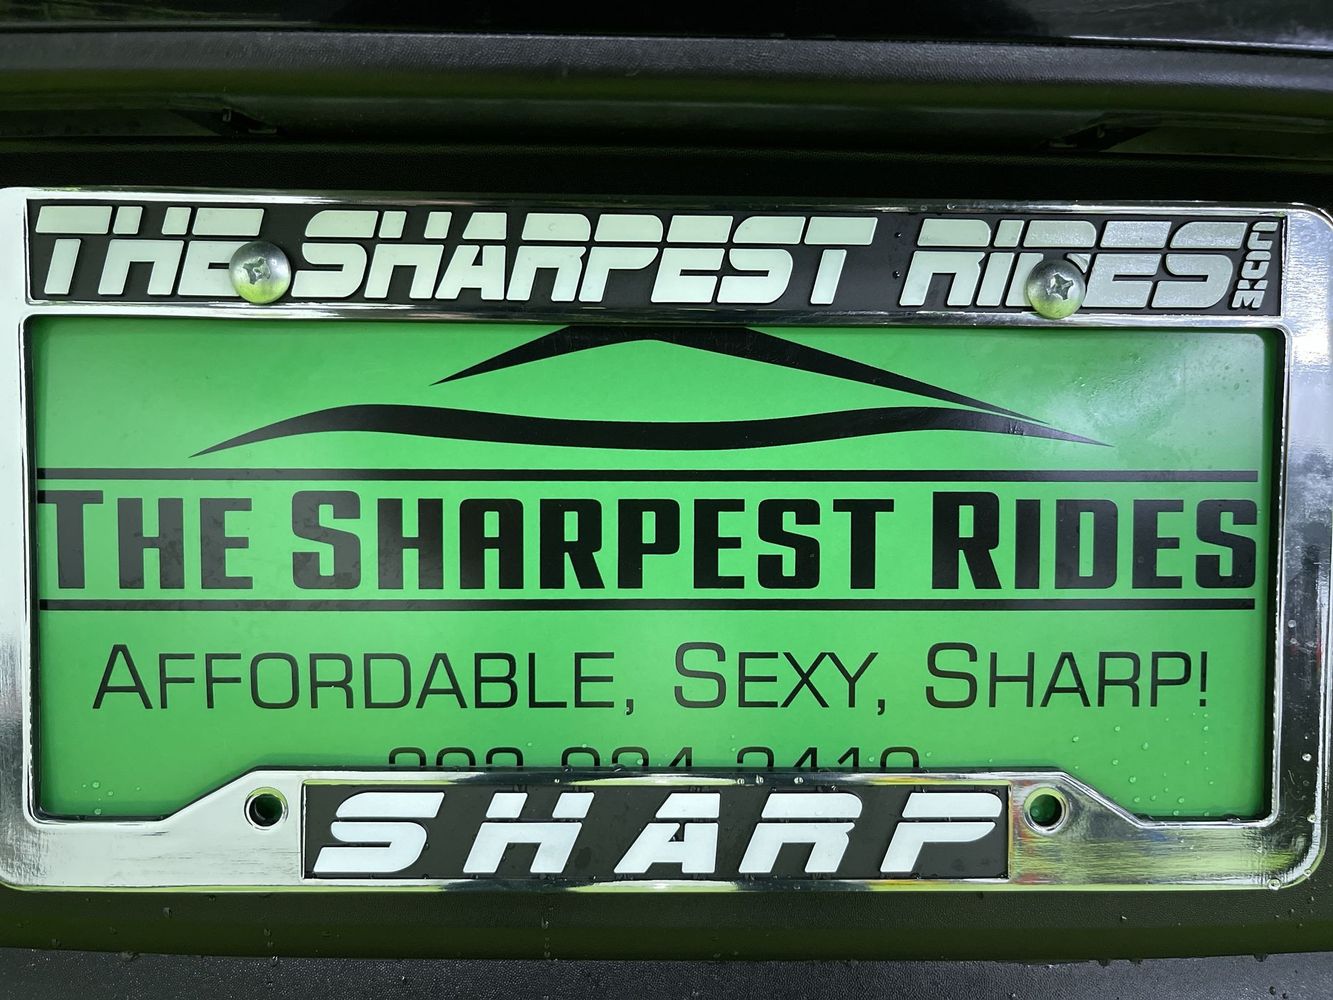 THE SHARPEST RIDES.COM
THE SHARPEST RIDES
AFFORDABLE, SEXY, SHARP!
SHARP